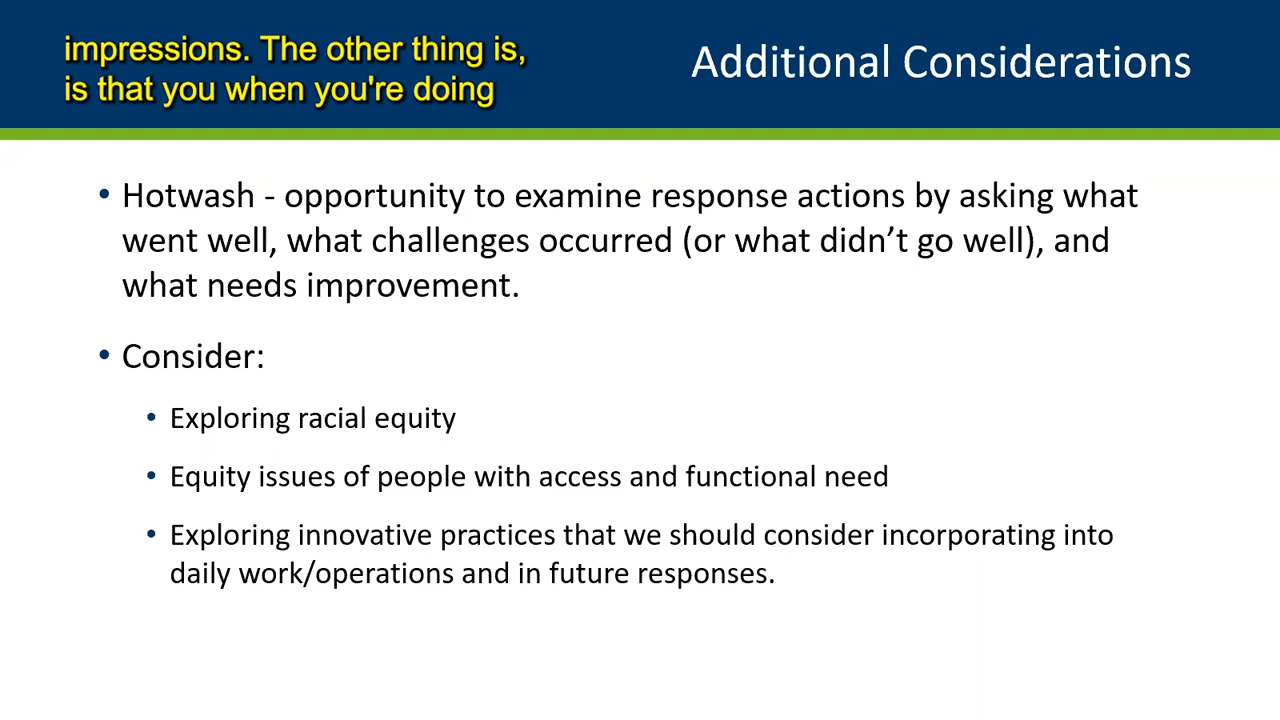 impressions. The other thing is,
is that you when you're doing
Additional Considerations
• Hotwash - opportunity to examine response actions by asking what
went well, what challenges occurred (or what didn’t go well), and
what needs improvement.
• Consider:
• Exploring racial equity
• Equity issues of people with access and functional need
• Exploring innovative practices that we should consider incorporating into
daily work/operations and in future responses.